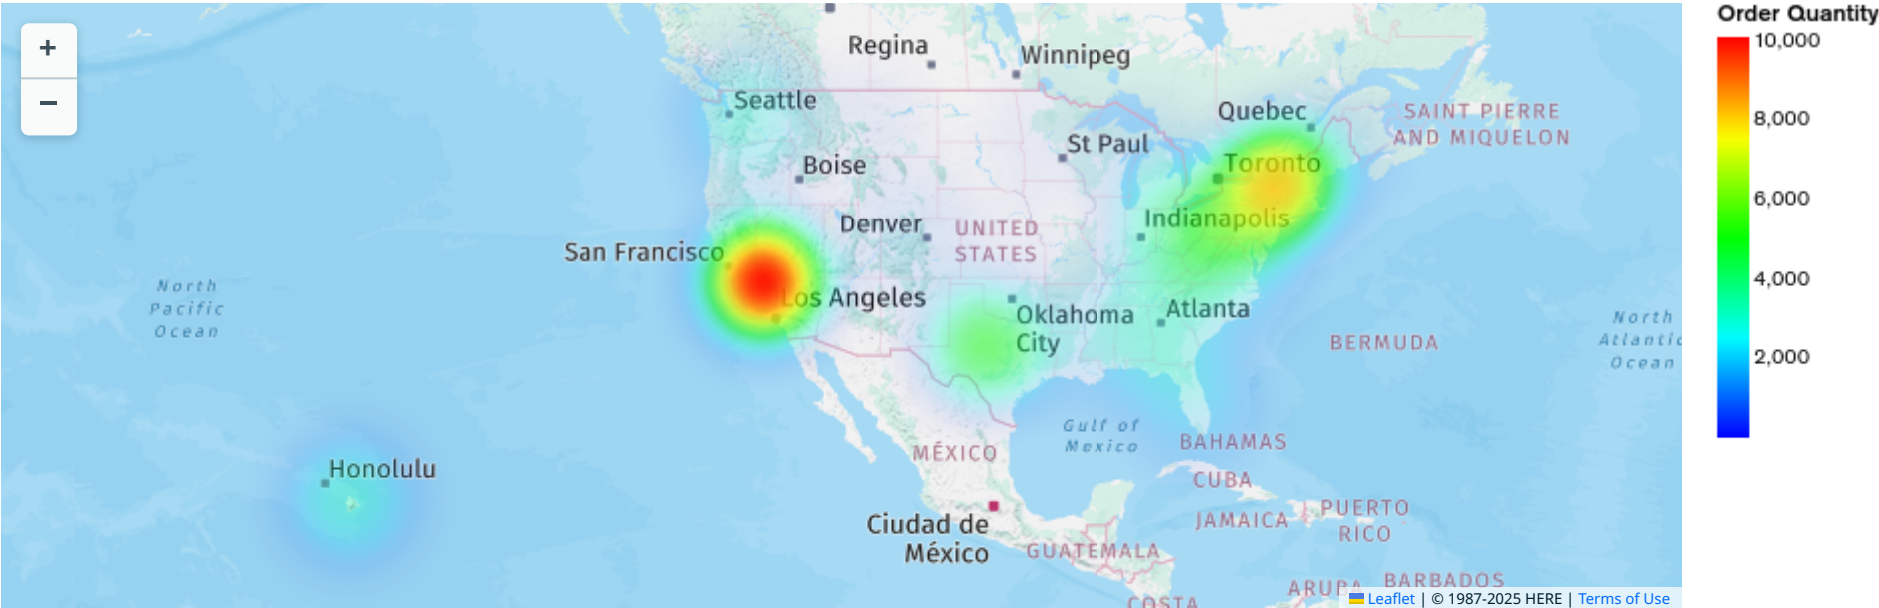 Order Quantity
10,000
8,000
6,000
4,000
2,000
+
−
Regina
Winnipeg
Seattle
Quebec
SAINT PIERRE
AND MIQUELON
St Paul
Boise
Toronto
Denver
UNITED
STATES
Indianapolis
San Francisco
North
Pacific
Ocean
Los Angeles
Oklahoma
City
Atlanta
BERMUDA
North
Atlantic
Ocean
Gulf of
Mexico
Honolulu
MÉXICO
BAHAMAS
CUBA
JAMAICA
PUERTO
RICO
Ciudad de
México
GUATEMALA
ARUBA
BARBADOS
COSTA
Leaflet | © 1987-2025 HERE | Terms of Use